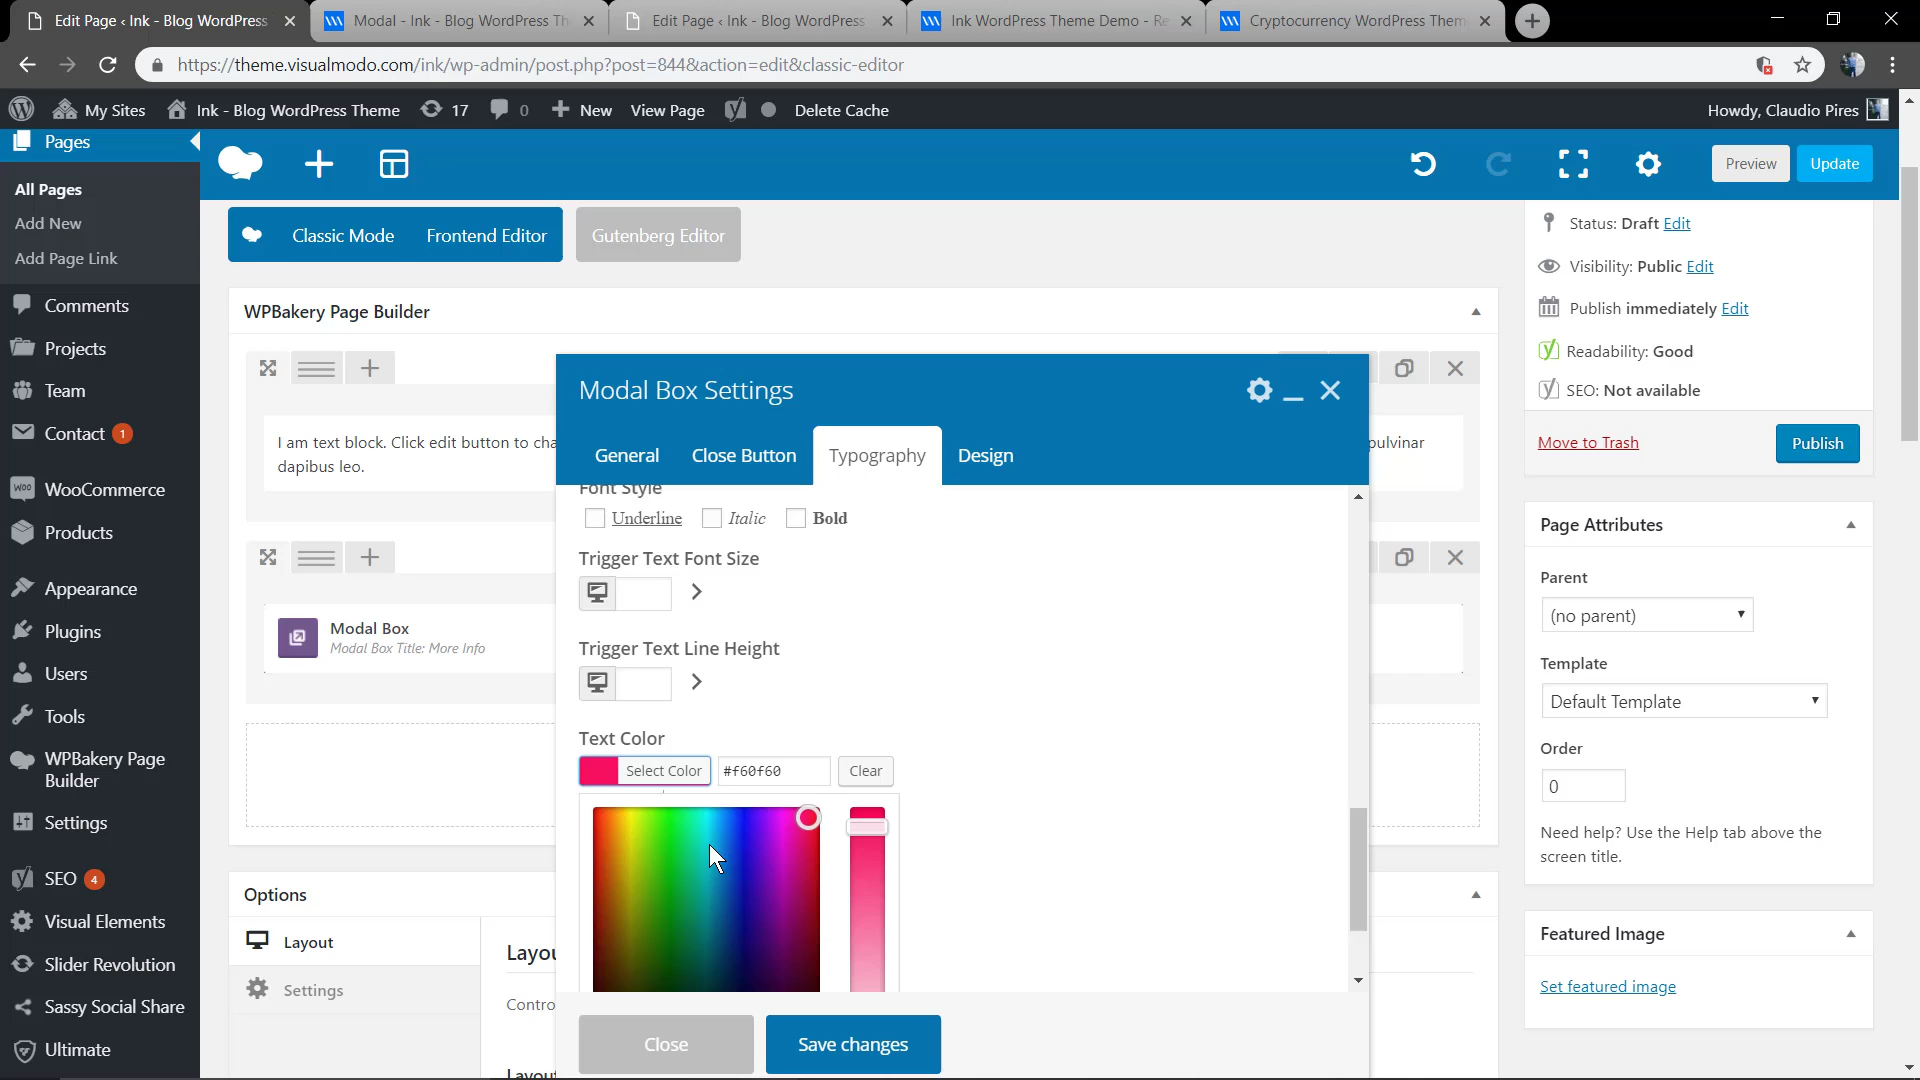 Edit Page ‹ Ink - Blog WordPress
Modal - Ink - Blog WordPress Th
Edit Page ‹ Ink - Blog WordPress
Ink WordPress Theme Demo - Re
Cryptocurrency WordPress Them
https://theme.visualmodo.com/ink/wp-admin/post.php?post=844&action=edit&classic-editor
My Sites
Ink - Blog WordPress Theme
17
0
New
View Page
Delete Cache
Howdy, Claudio Pires
Pages
All Pages
Add New
Add Page Link
Comments
Projects
Team
Contact 1
WooCommerce
Products
Appearance
Plugins
Users
Tools
WPBakery Page
Builder
Settings
SEO 4
Visual Elements
Slider Revolution
Sassy Social Share
Ultimate
Preview
Update
Classic Mode
Frontend Editor
Gutenberg Editor
WPBakery Page Builder
I am text block. Click edit button to cha
pulvinar
dapibus leo.
Modal Box
Modal Box Title: More Info
Options
Layout
Settings
Layou
Contro
Layout
Modal Box Settings
General
Close Button
Typography
Design
Font Style
Underline
Italic
Bold
Trigger Text Font Size
Trigger Text Line Height
Text Color
Select Color
#f60f60
Clear
Close
Save changes
Status: Draft Edit
Visibility: Public Edit
Publish immediately Edit
Readability: Good
SEO: Not available
Move to Trash
Publish
Page Attributes
Parent
(no parent)
Template
Default Template
Order
0
Need help? Use the Help tab above the
screen title.
Featured Image
Set featured image